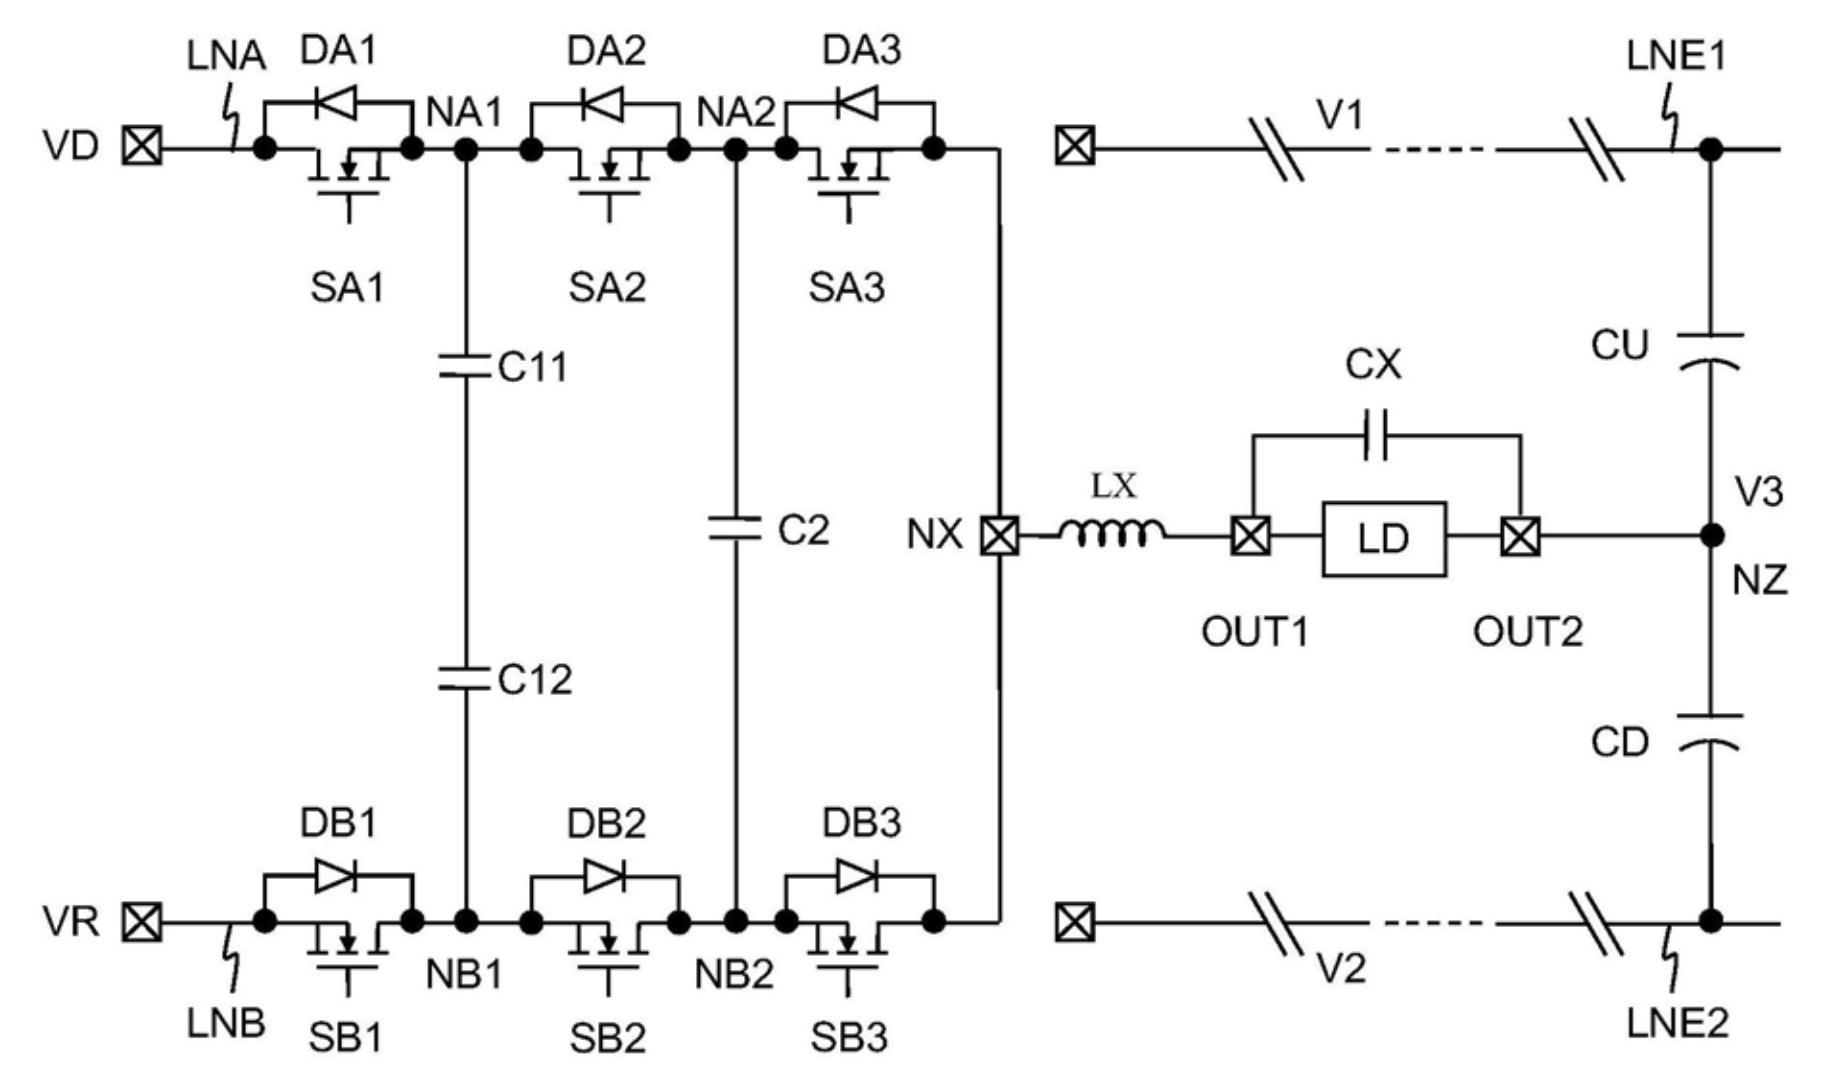 LNA
DA1
DA2
DA3
LNE1
VD
NA1
NA2
V1
SA1
SA2
SA3
C11
CX
CU
LX
V3
NX
C2
LD
NZ
OUT1
OUT2
C12
CD
DB1
DB2
DB3
VR
NB1
NB2
V2
LNB
SB1
SB2
SB3
LNE2